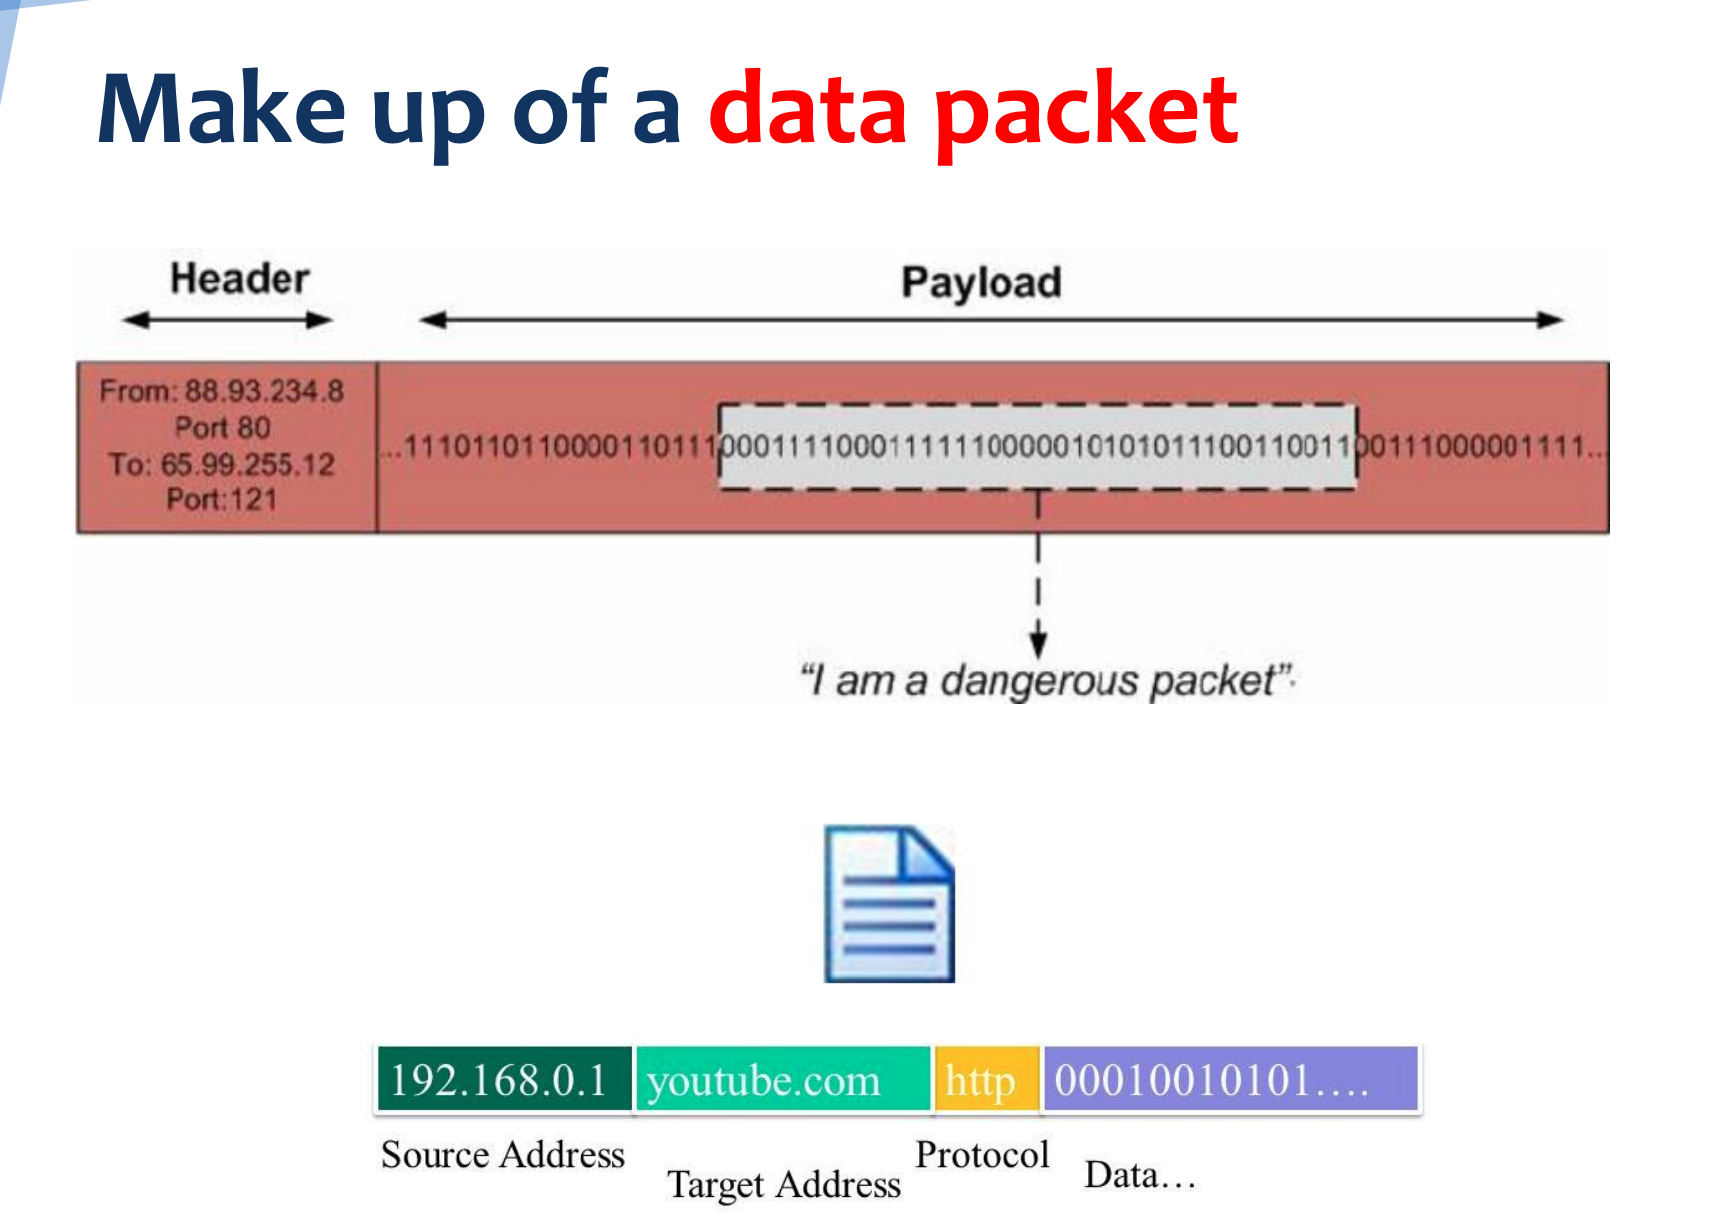 Make up of a data packet
Header
Payload
From: 88.93.234.8
Port 80
To: 65.99.255.12
Port:121
...111011011000011011100011110001111111000001010101110011001100111000001111...
“I am a dangerous packet”.
192.168.0.1 youtube.com http 00010010101....
Source Address
Target Address
Protocol
Data...